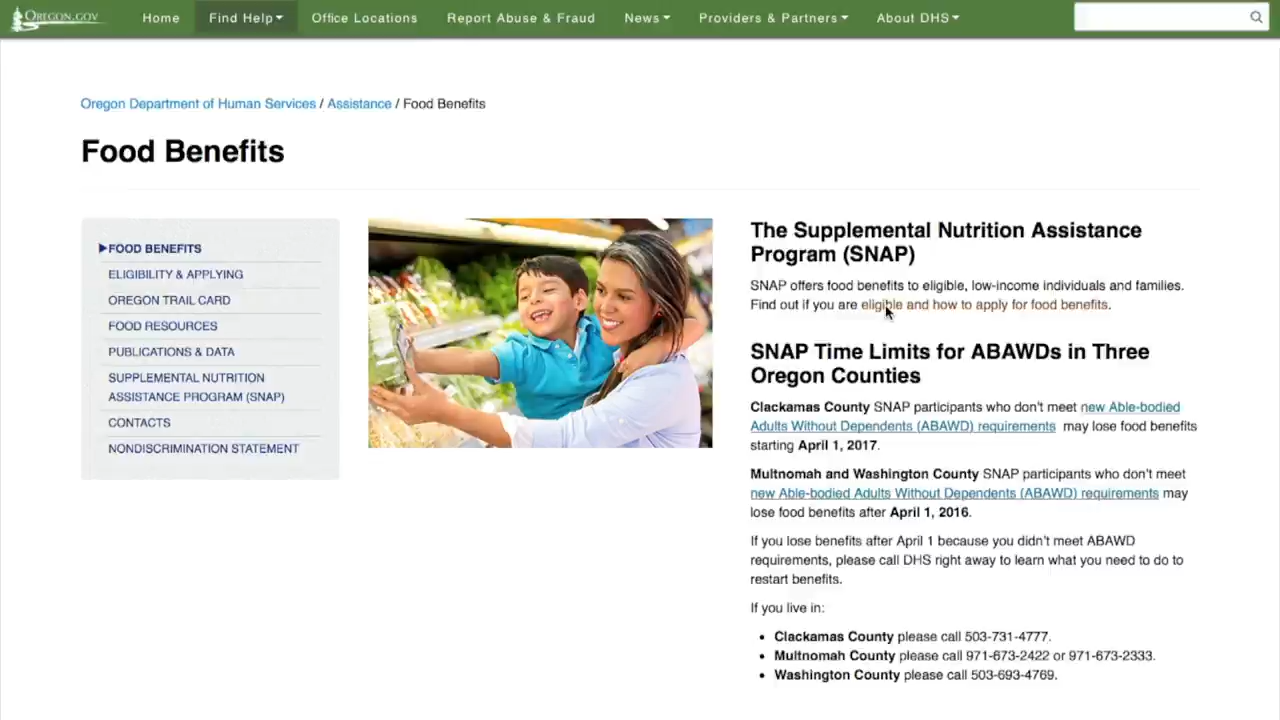 OREGON.GOV Home Find Help Office Locations Report Abuse & Fraud News Providers & Partners About DHS
Oregon Department of Human Services / Assistance / Food Benefits
Food Benefits
FOOD BENEFITS
ELIGIBILITY & APPLYING
OREGON TRAIL CARD
FOOD RESOURCES
PUBLICATIONS & DATA
SUPPLEMENTAL NUTRITION
ASSISTANCE PROGRAM (SNAP)
CONTACTS
NONDISCRIMINATION STATEMENT
The Supplemental Nutrition Assistance
Program (SNAP)
SNAP offers food benefits to eligible, low-income individuals and families.
Find out if you are eligible and how to apply for food benefits.
SNAP Time Limits for ABAWDs in Three
Oregon Counties
Clackamas County SNAP participants who don't meet new Able-bodied
Adults Without Dependents (ABAWD) requirements may lose food benefits
starting April 1, 2017.
Multnomah and Washington County SNAP participants who don't meet
new Able-bodied Adults Without Dependents (ABAWD) requirements may
lose food benefits after April 1, 2016.
If you lose benefits after April 1 because you didn't meet ABAWD
requirements, please call DHS right away to learn what you need to do to
restart benefits.
If you live in:
• Clackamas County please call 503-731-4777.
• Multnomah County please call 971-673-2422 or 971-673-2333.
• Washington County please call 503-693-4769.